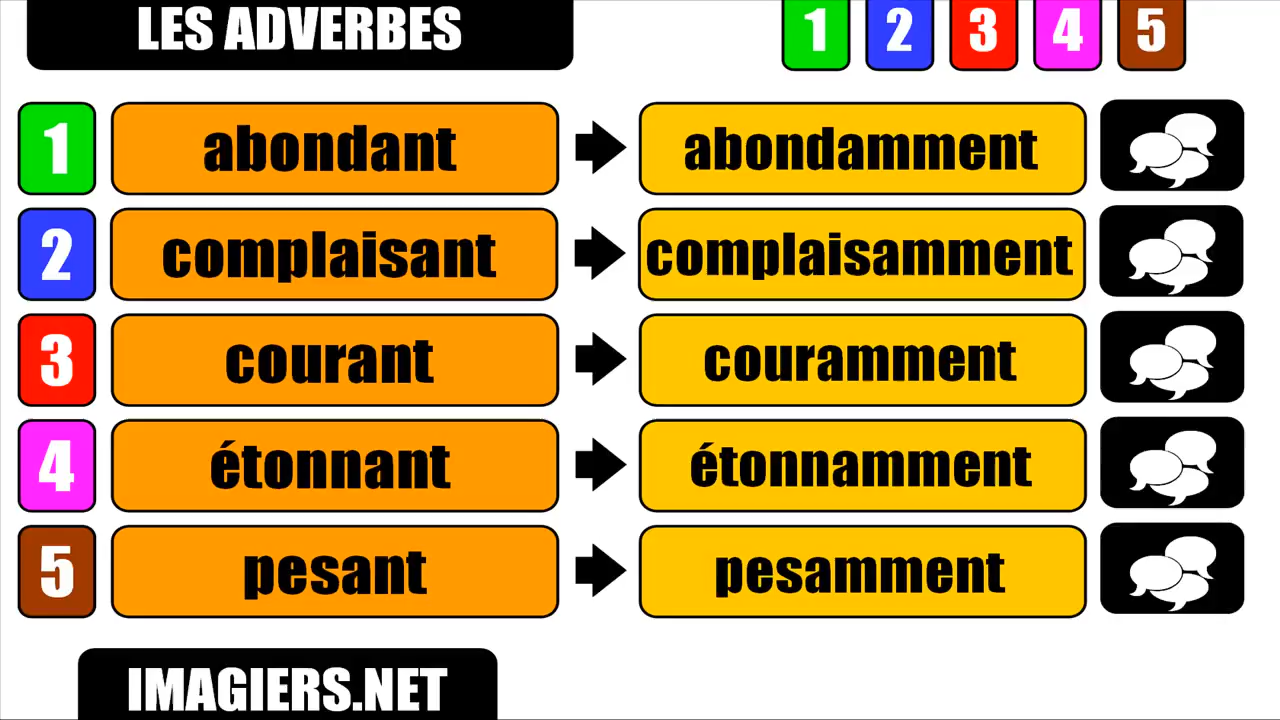 LES ADVERBES
1 2 3 4 5
1 abondant abondamment
2 complaisant complaisamment
3 courant couramment
4 étonnant étonnamment
5 pesant pesamment
IMAGIERS.NET